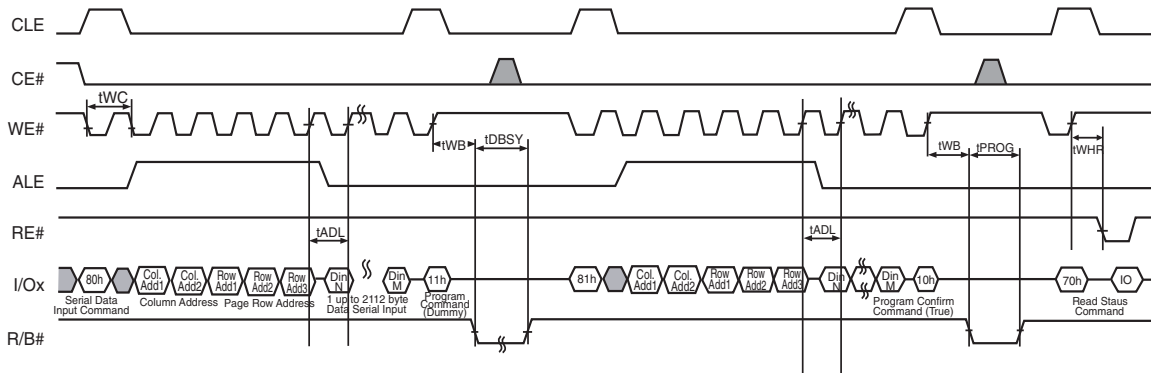 CLE
CE#
tWC
WE#
tWB
tDBSY
tWB
tPROG
tWHR
ALE
RE#
tADL
tADL
I/Ox
80h
Col. Add1
Col. Add2
Row Add1
Row Add2
Row Add3
Din N
Din M
11h
81h
Col. Add1
Col. Add2
Row Add1
Row Add2
Row Add3
Din N
Din M
10h
70h
IO
Serial Data Input Command
Column Address
Page Row Address
1 up to 2112 byte Data Serial Input
Program Command (Dummy)
Program Confirm Command (True)
Read Staus Command
R/B#